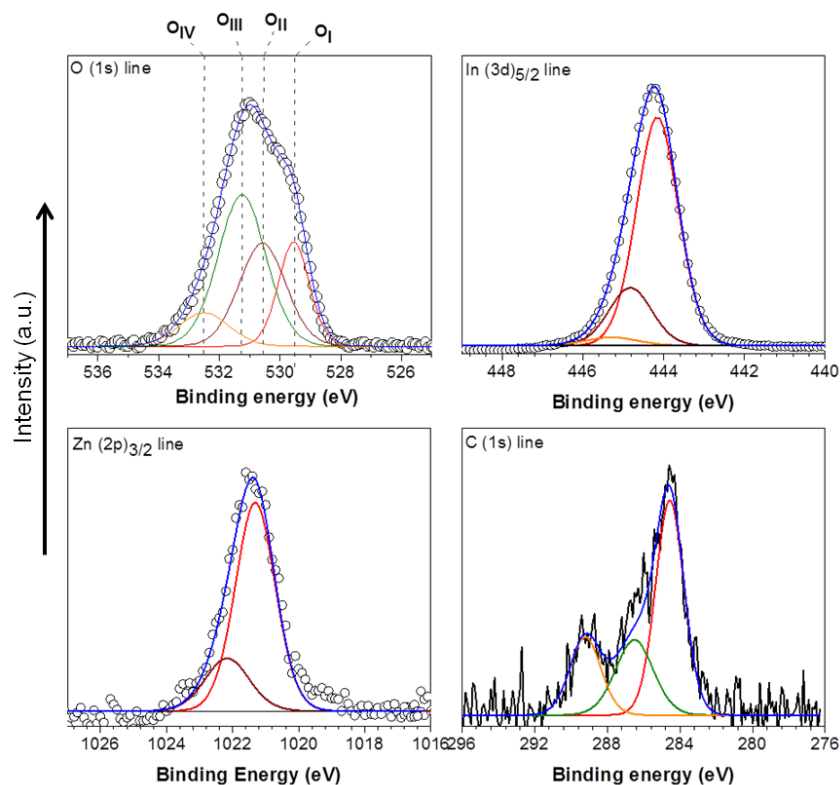 O_IV O_III O_II O_I
O (1s) line
In (3d)5/2 line
536 534 532 530 528 526
448 446 444 442 440
Binding energy (eV)
Binding energy (eV)
Intensity (a.u.)
Zn (2p)3/2 line
C (1s) line
1026 1024 1022 1020 1018 1016
296 292 288 284 280 276
Binding Energy (eV)
Binding energy (eV)